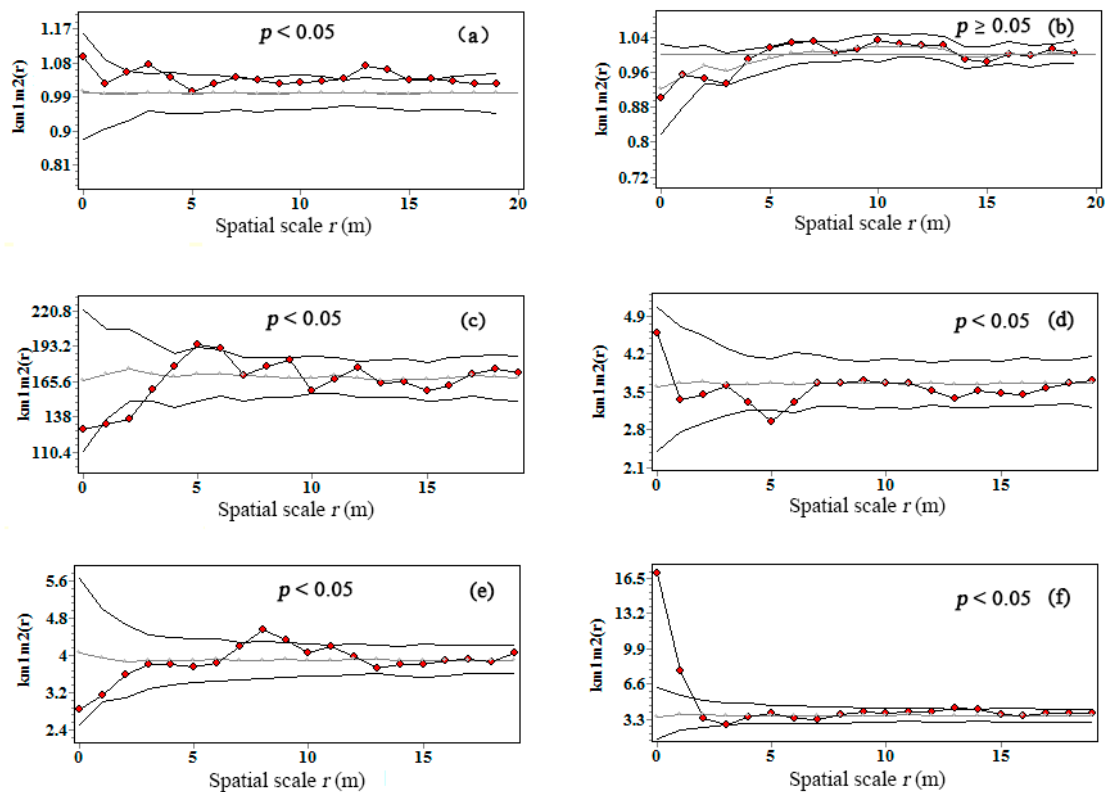 p < 0.05 (a)
km1m2(r)
1.17
1.08
0.99
0.9
0.81
0 5 10 15 20
Spatial scale r (m)
p ≥ 0.05 (b)
km1m2(r)
1.04
0.96
0.88
0.8
0.72
0 5 10 15 20
Spatial scale r (m)
p < 0.05 (c)
km1m2(r)
220.8
193.2
165.6
138
110.4
0 5 10 15
Spatial scale r (m)
p < 0.05 (d)
km1m2(r)
4.9
4.2
3.5
2.8
2.1
0 5 10 15
Spatial scale r (m)
p < 0.05 (e)
km1m2(r)
5.6
4.8
4
3.2
2.4
0 5 10 15
Spatial scale r (m)
p < 0.05 (f)
km1m2(r)
16.5
13.2
9.9
6.6
3.3
0 5 10 15
Spatial scale r (m)